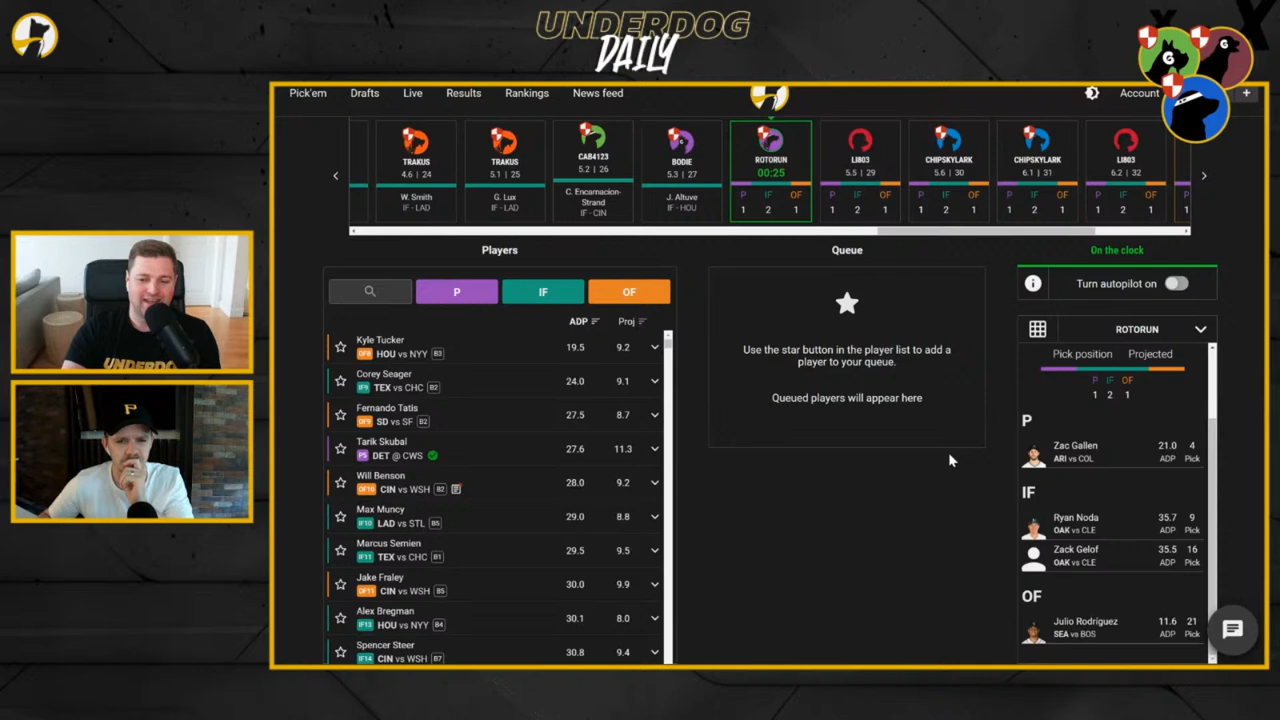 UNDERDOG
DAILY
Pick'em Drafts Live Results Rankings News feed Account +
TRAKUS
4.6 | 24
W. Smith
IF - LAD
TRAKUS
5.1 | 25
G. Lux
IF - LAD
CAB4123
5.2 | 26
C. Encarnacion-
Strand
IF - CIN
BODIE
5.3 | 27
J. Altuve
IF - HOU
ROTORUN
00:25
P IF OF
1 2 1
LI803
5.5 | 29
P IF OF
1 2 1
CHIPSKYLARK
5.6 | 30
P IF OF
1 2 1
CHIPSKYLARK
6.1 | 31
P IF OF
1 2 1
LI803
6.2 | 32
P IF OF
1 2 1
Players
P IF OF
ADP Proj
Kyle Tucker
OF8 HOU vs NYY B3 19.5 9.2
Corey Seager
IF9 TEX vs CHC B2 24.0 9.1
Fernando Tatis
OF9 SD vs SF B2 27.5 8.7
Tarik Skubal
P5 DET @ CWS 27.6 11.3
Will Benson
OF10 CIN vs WSH B2 28.0 9.2
Max Muncy
IF10 LAD vs STL B5 29.0 8.8
Marcus Semien
IF11 TEX vs CHC B1 29.5 9.5
Jake Fraley
OF11 CIN vs WSH B5 30.0 9.9
Alex Bregman
IF13 HOU vs NYY B4 30.1 8.0
Spencer Steer
IF14 CIN vs WSH B7 30.8 9.4
Queue
Use the star button in the player list to add a
player to your queue.
Queued players will appear here
On the clock
Turn autopilot on
ROTORUN
Pick position Projected
P IF OF
1 2 1
P
Zac Gallen 21.0 4
ARI vs COL ADP Pick
IF
Ryan Noda 35.7 9
OAK vs CLE ADP Pick
Zack Gelof 35.5 16
OAK vs CLE ADP Pick
OF
Julio Rodriguez 11.6 21
SEA vs BOS ADP Pick